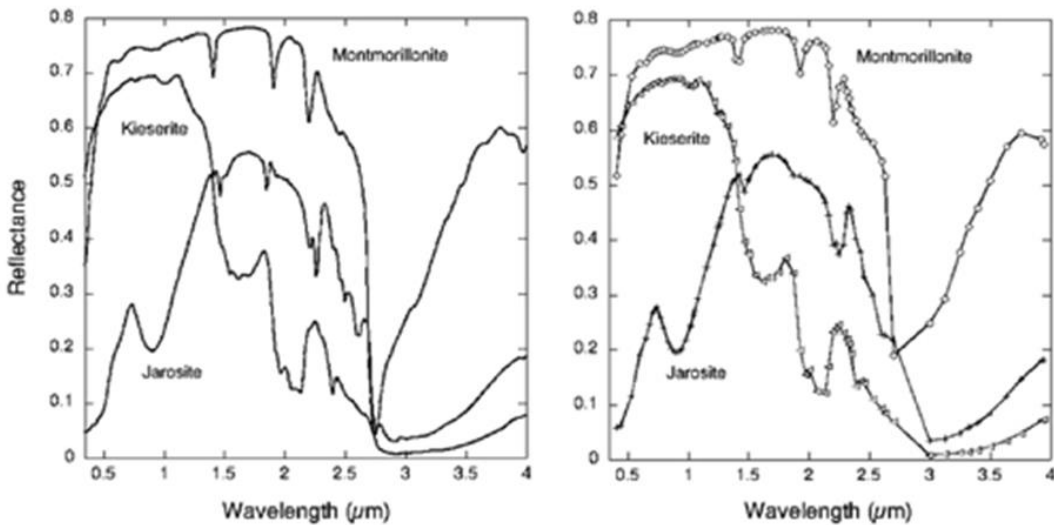 0.8
0.7
0.6
0.5
0.4
0.3
0.2
0.1
0
Reflectance
Montmorillonite
Kieserite
Jarosite
0.5 1 1.5 2 2.5 3 3.5 4
Wavelength (µm)
0.8
0.7
0.6
0.5
0.4
0.3
0.2
0.1
0
Montmorillonite
Kieserite
Jarosite
0.5 1 1.5 2 2.5 3 3.5 4
Wavelength (µm)